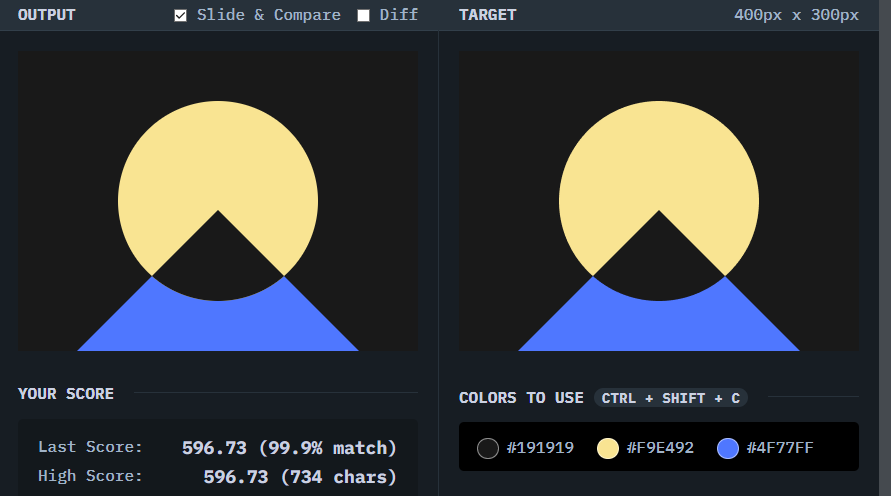 OUTPUT Slide & Compare Diff
TARGET 400px x 300px
YOUR SCORE
Last Score: 596.73 (99.9% match)
High Score: 596.73 (734 chars)
COLORS TO USE CTRL + SHIFT + C
#191919 #F9E492 #4F77FF